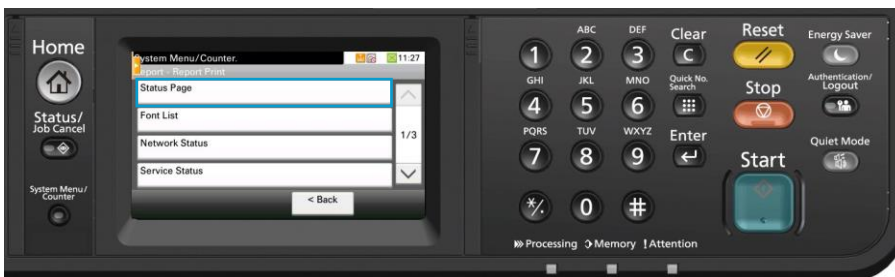 Home
Status/
Job Cancel
System Menu/
Counter
ystem Menu/Counter.
11:27
eport - Report Print
Status Page
Font List
Network Status
Service Status
1/3
< Back
ABC DEF
1 2 3
GHI JKL MNO
4 5 6
PQRS TUV WXYZ
7 8 9
*/. 0 #
Clear
C
Quick No.
Search
Enter
Reset
Stop
Start
Energy Saver
Authentication/
Logout
Quiet Mode
Processing Memory ! Attention